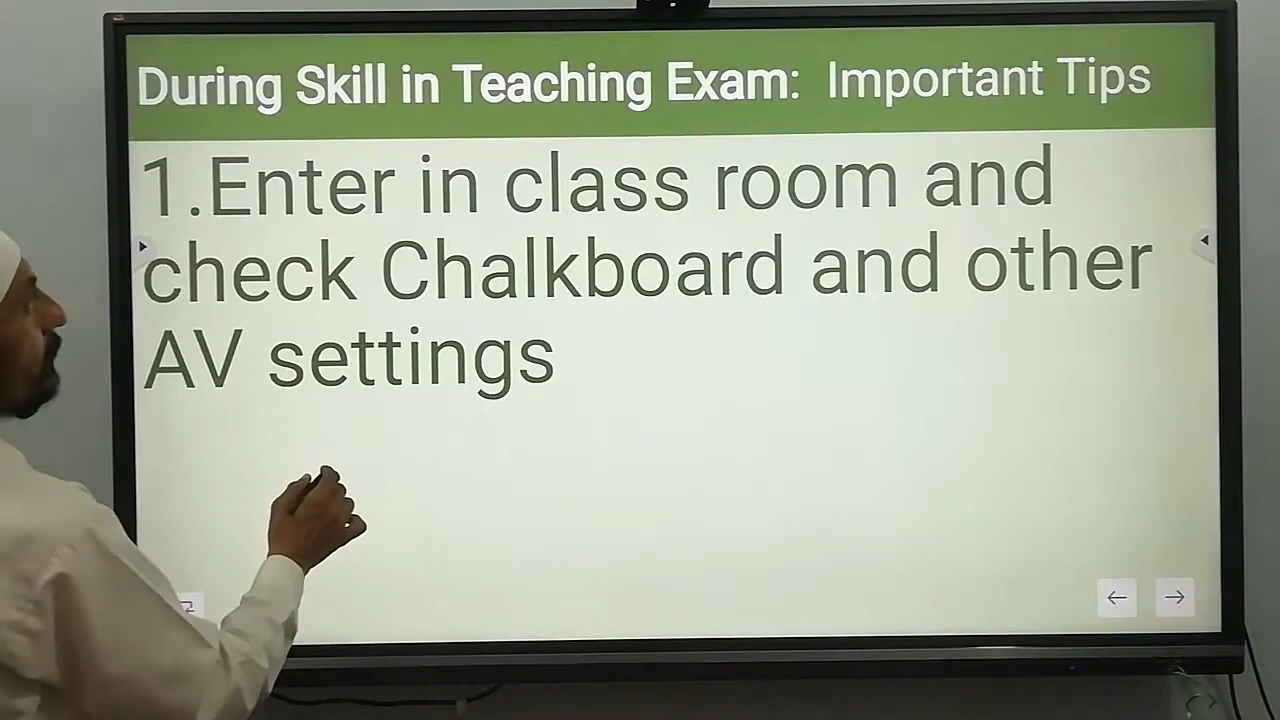 During Skill in Teaching Exam: Important Tips
1.Enter in class room and
check Chalkboard and other
AV settings